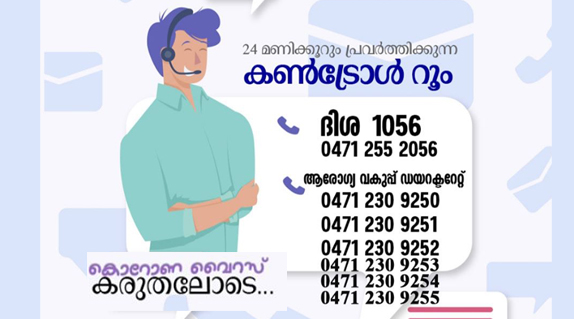 24 മണിക്കൂറും പ്രവർത്തിക്കുന്ന
കൺട്രോൾ റൂം
ദിശ 1056
0471 255 2056
ആരോഗ്യ വകുപ്പ് ഡയറക്ടറേറ്റ്
0471 230 9250
0471 230 9251
0471 230 9252
0471 230 9253
0471 230 9254
0471 230 9255
കൊറോണ വൈറസ്
കരുതലോടെ...